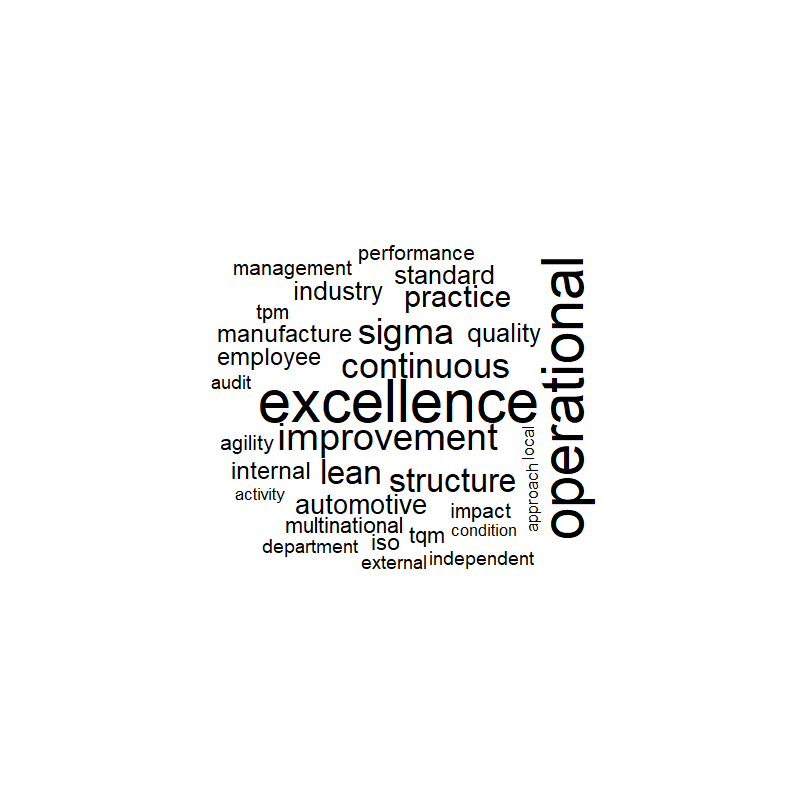 performance
management
standard
industry
practice
tpm
manufacture
sigma
quality
employee
continuous
audit
excellence
operational
improvement
agility
local
internal
lean
structure
approach
activity
automotive
impact
multinational
condition
tqm
iso
department
external
independent